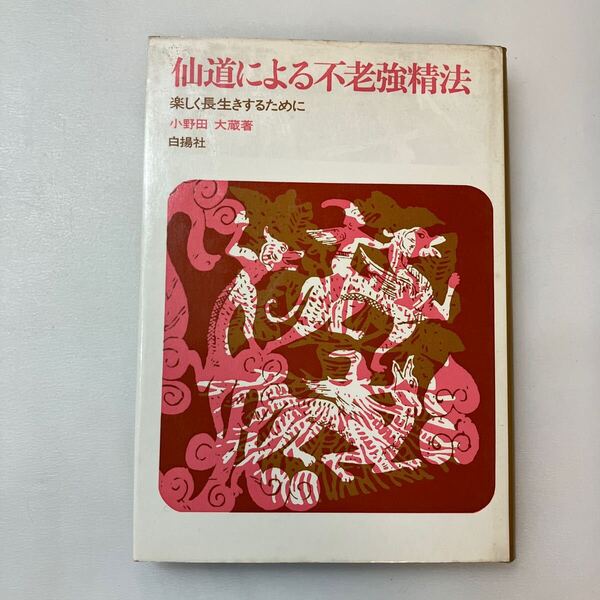 仙道による不老強精法
楽しく長生きするために
小野田 大蔵著
白揚社